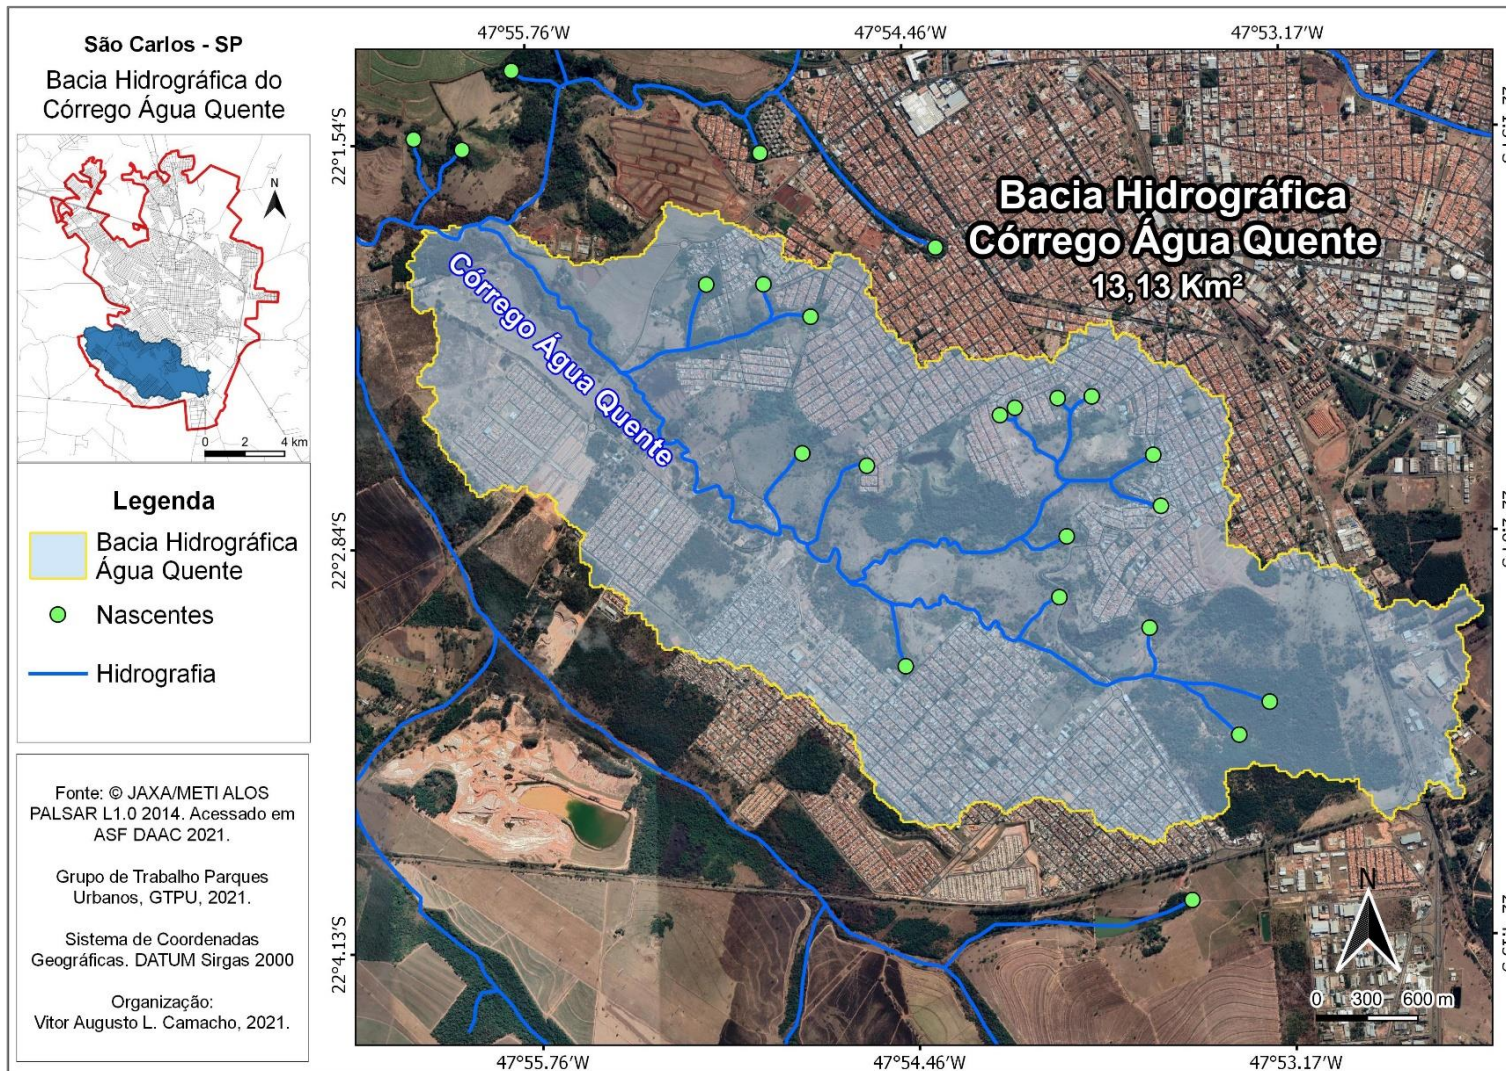 São Carlos - SP
Bacia Hidrográfica do
Córrego Água Quente
N
0 2 4 km
Legenda
Bacia Hidrográfica
Água Quente
Nascentes
Hidrografia
Fonte: © JAXA/METI ALOS
PALSAR L1.0 2014. Acessado em
ASF DAAC 2021.
Grupo de Trabalho Parques
Urbanos, GTPU, 2021.
Sistema de Coordenadas
Geográficas. DATUM Sirgas 2000
Organização:
Vitor Augusto L. Camacho, 2021.
47°55.76'W 47°54.46'W 47°53.17'W
22°1.54'S
22°2.84'S
22°4.13'S
Bacia Hidrográfica
Córrego Água Quente
13,13 Km²
Córrego Água Quente
N
0 300 600 m
47°55.76'W 47°54.46'W 47°53.17'W